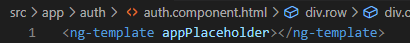 src > app > auth > auth.component.html > div.row > div.c
1 <ng-template appPlaceholder></ng-template>